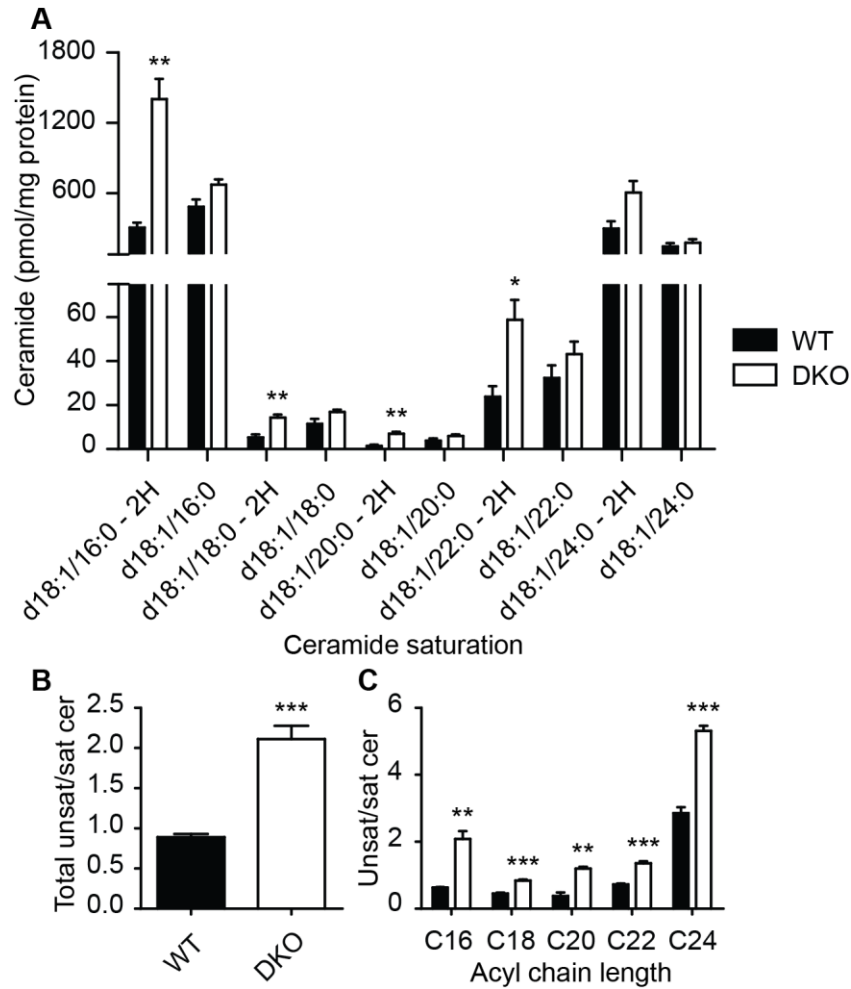 A
Ceramide (pmol/mg protein)
1800
1200
600
60
40
20
0
**
**
**
*
WT
DKO
d18:1/16:0 - 2H
d18:1/16:0
d18:1/18:0 - 2H
d18:1/18:0
d18:1/20:0 - 2H
d18:1/20:0
d18:1/22:0 - 2H
d18:1/22:0
d18:1/24:0 - 2H
d18:1/24:0
Ceramide saturation
B
Total unsat/sat cer
2.5
2.0
1.5
1.0
0.5
0.0
***
WT
DKO
C
Unsat/sat cer
6
4
2
0
**
***
**
***
***
C16 C18 C20 C22 C24
Acyl chain length